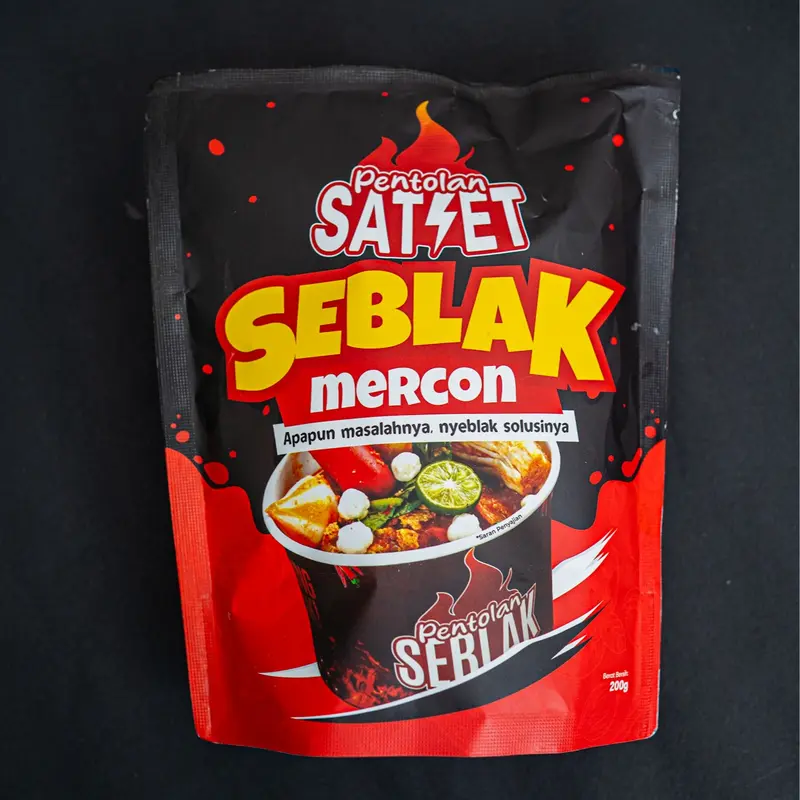 Pentolan
SATSET
SEBLAK
mercon
Apapun masalahnya, nyeblak solusinya
*Saran Penyajian
Pentolan
SEBLAK
Berat Bersih:
200g